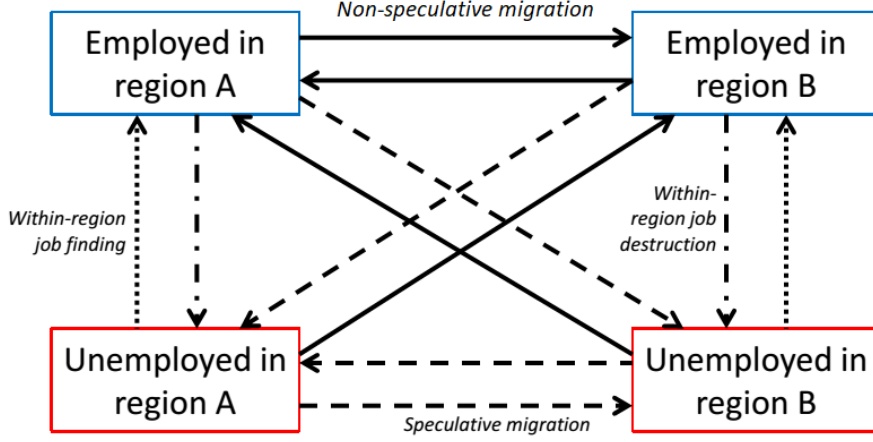 Non-speculative migration
Employed in
region A
Employed in
region B
Within-region
job finding
Within-
region job
destruction
Unemployed in
region A
Unemployed in
region B
Speculative migration